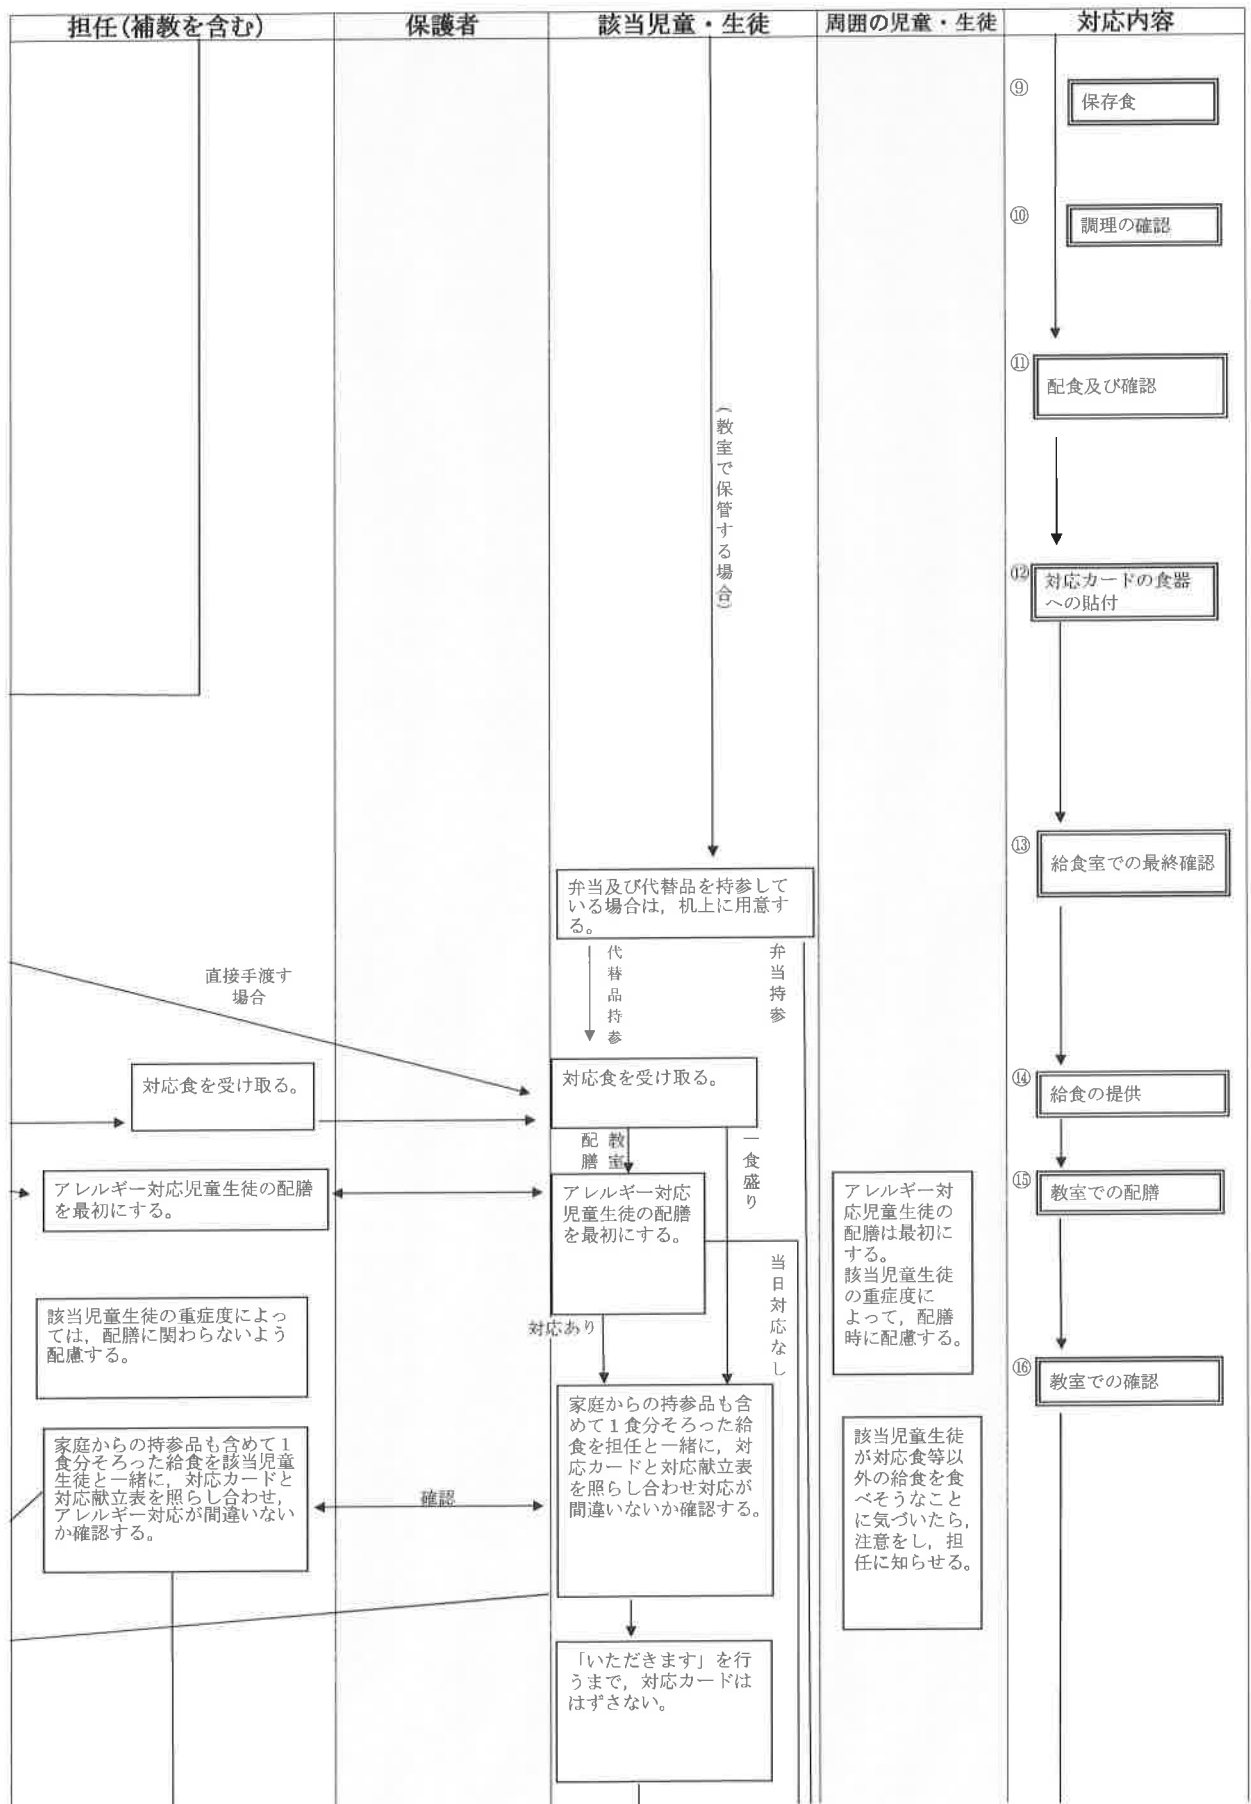 担任(補教を含む)
保護者
該当児童・生徒
周囲の児童・生徒
対応内容
⑨
保存食
⑩
調理の確認
⑪
配食及び確認
(教室で保管する場合)
⑫
対応カードの食器
への貼付
⑬
給食室での最終確認
弁当及び代替品を持参して
いる場合は，机上に用意す
る。
代替品持参
弁当持参
直接手渡す
場合
対応食を受け取る。
対応食を受け取る。
⑭
給食の提供
教室
配膳
一食盛り
アレルギー対応児童生徒の配膳
を最初にする。
アレルギー対応
児童生徒の配膳
を最初にする。
アレルギー対
応児童生徒の
配膳は最初に
する。
該当児童生徒
の重症度に
よって，配膳
時に配慮する。
⑮
教室での配膳
当日対応なし
該当児童生徒の重症度によっ
ては，配膳に関わらないよう
配慮する。
対応あり
⑯
教室での確認
家庭からの持参品も含めて１
食分そろった給食を該当児童
生徒と一緒に，対応カードと
対応献立表を照らし合わせ，
アレルギー対応が間違いない
か確認する。
確認
家庭からの持参品も含
めて１食分そろった給
食を担任と一緒に，対
応カードと対応献立表
を照らし合わせ対応が
間違いないか確認する。
該当児童生徒
が対応食等以
外の給食を食
べそうなこと
に気づいたら，
注意をし，担
任に知らせる。
「いただきます」を行
うまで，対応カードは
はずさない。